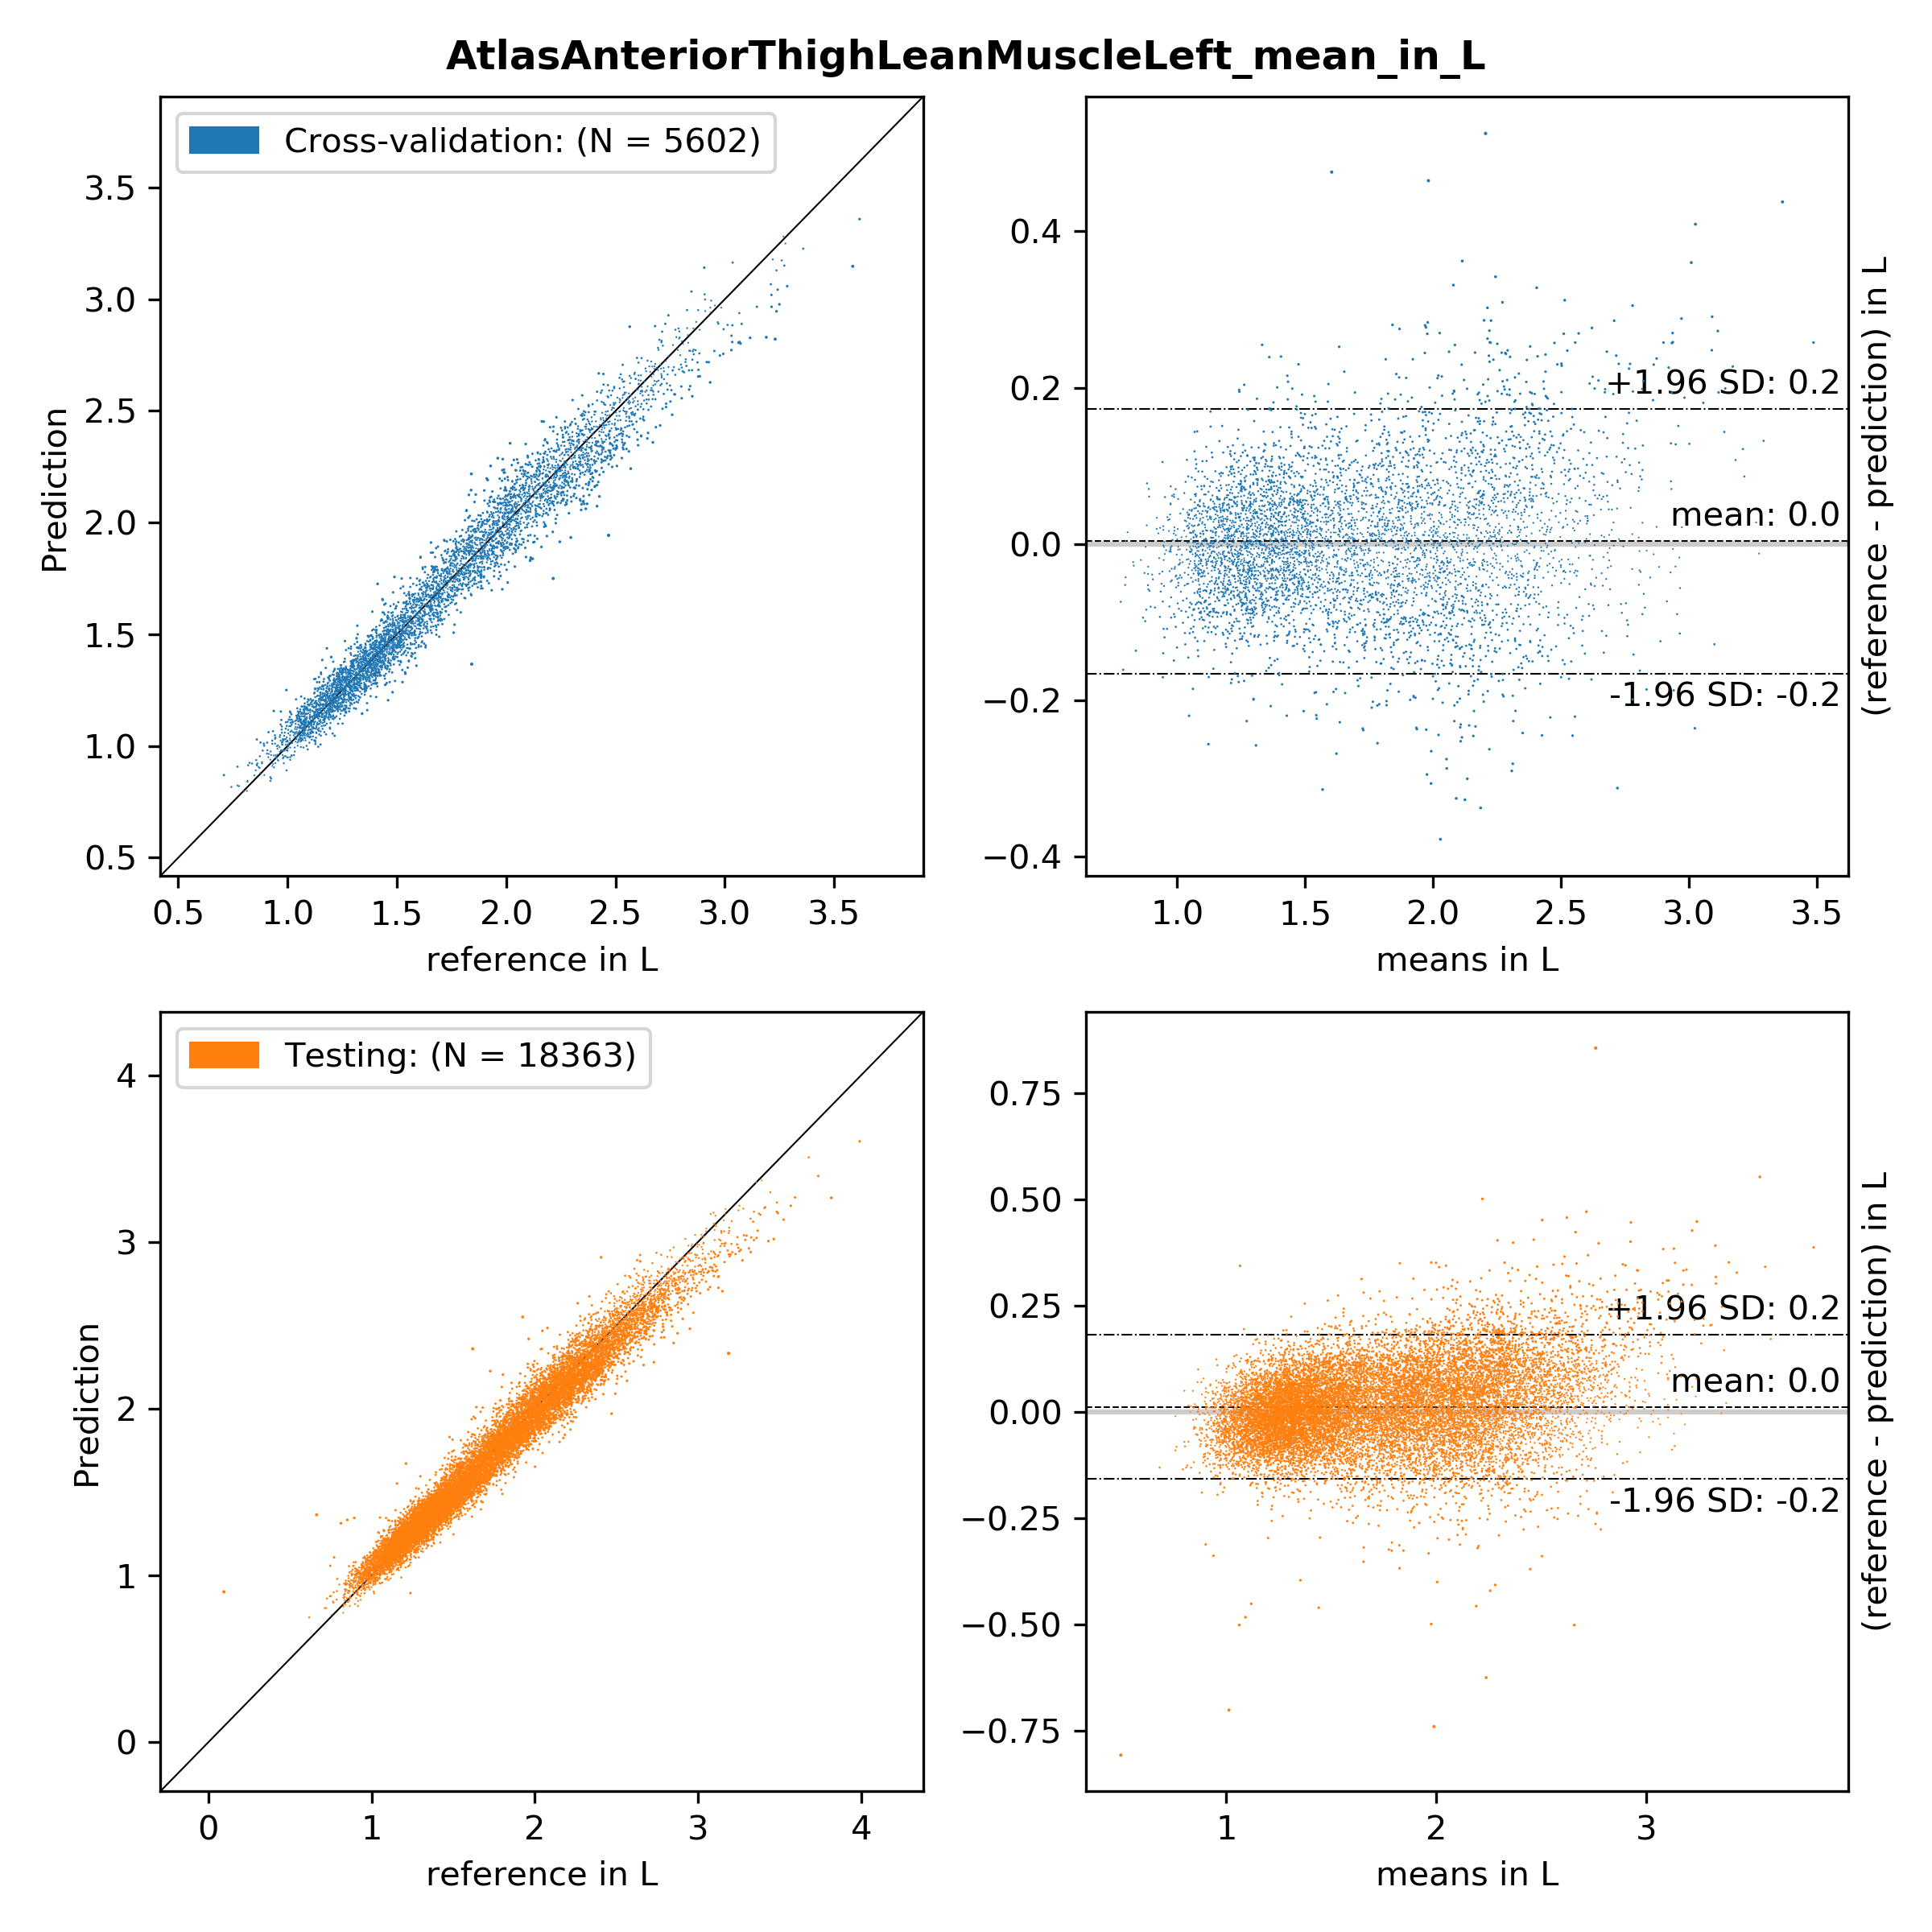 AtlasAnteriorThighLeanMuscleLeft_mean_in_L
Cross-validation: (N = 5602)
3.5
3.0
2.5
2.0
1.5
1.0
0.5
Prediction
0.5 1.0 1.5 2.0 2.5 3.0 3.5
reference in L
0.4
0.2
0.0
−0.2
−0.4
+1.96 SD: 0.2
mean: 0.0
-1.96 SD: -0.2
(reference - prediction) in L
1.0 1.5 2.0 2.5 3.0 3.5
means in L
Testing: (N = 18363)
4
3
2
1
0
Prediction
0 1 2 3 4
reference in L
0.75
0.50
0.25
0.00
−0.25
−0.50
−0.75
+1.96 SD: 0.2
mean: 0.0
-1.96 SD: -0.2
(reference - prediction) in L
1 2 3
means in L